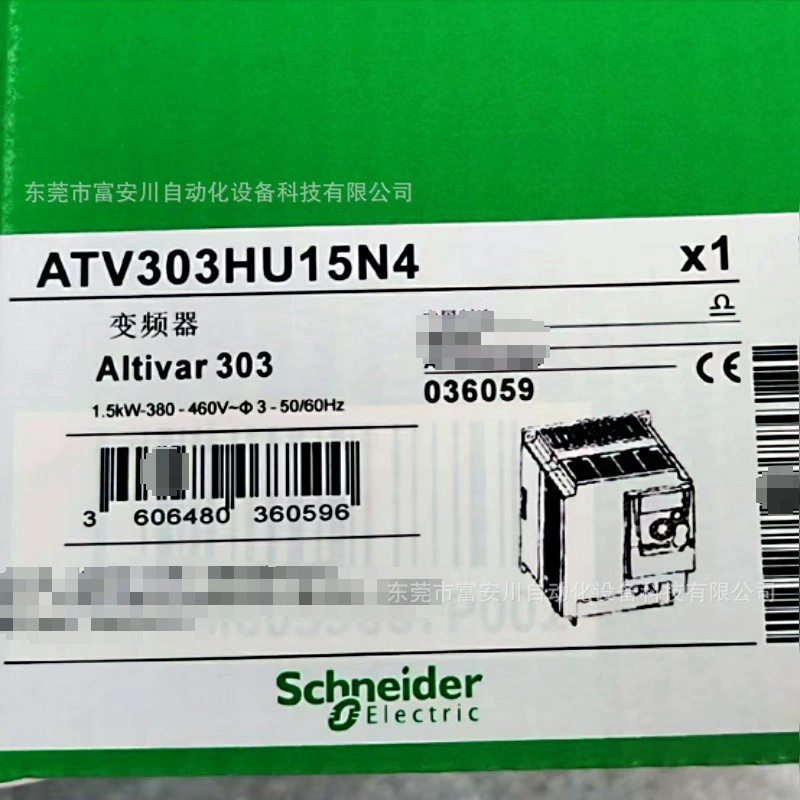 东莞市富安川自动化设备科技有限公司
ATV303HU15N4 x1
变频器
Altivar 303
036059
1.5kW-380 - 460V~Φ 3 - 50/60Hz
3 606480 360596
东莞市富安川自动化设备科技有限公司
Schneider
Electric